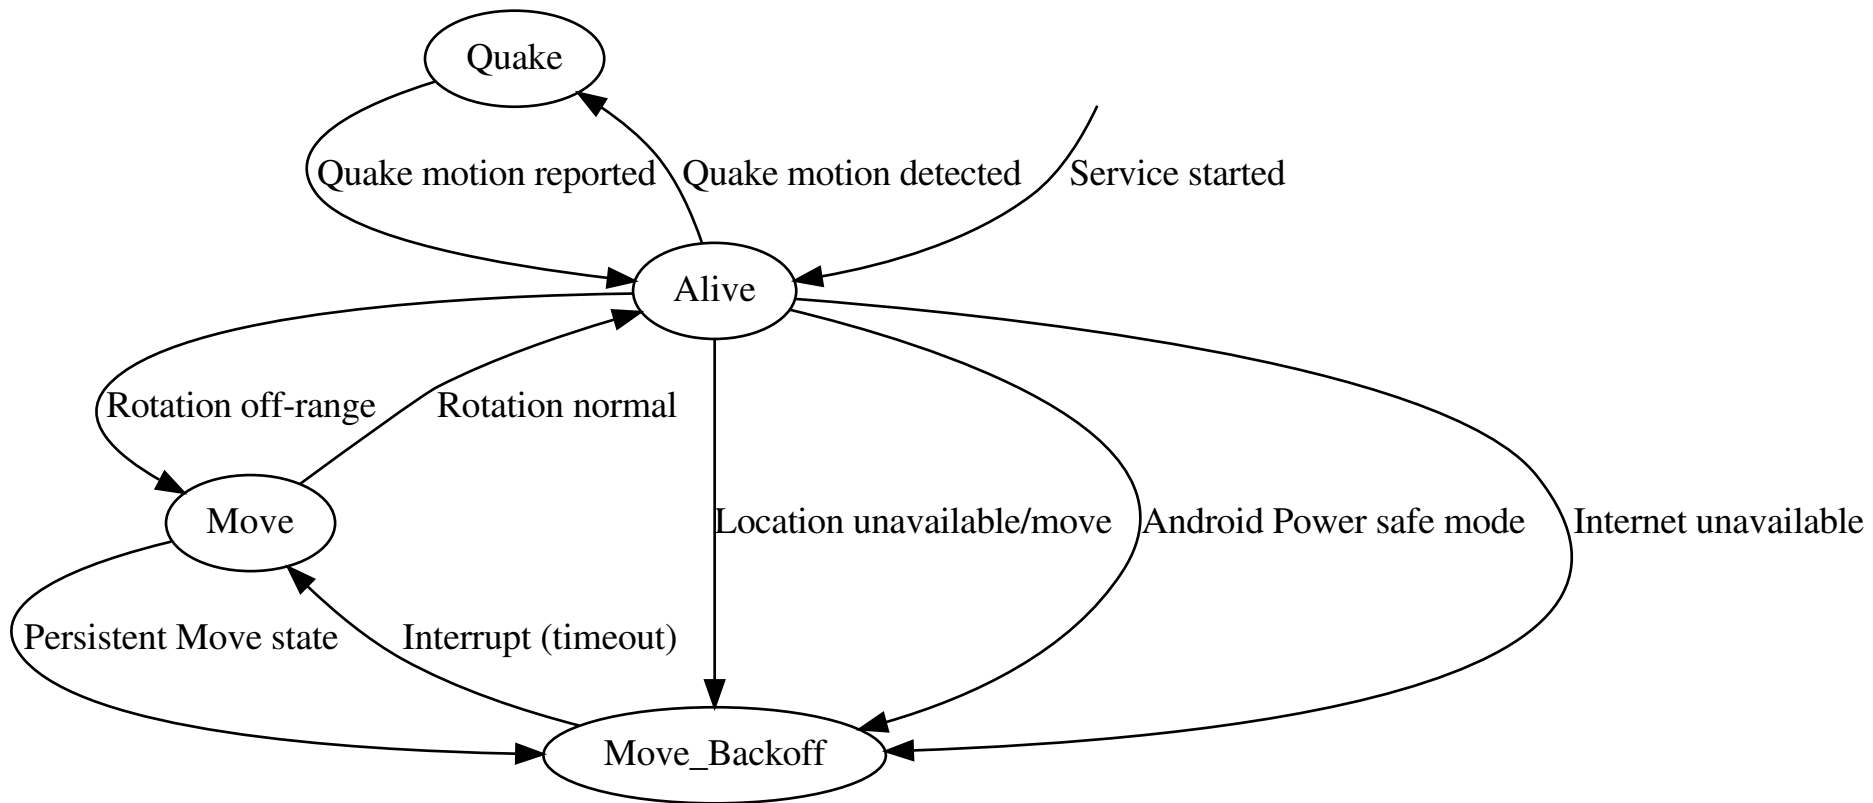 Quake
Quake motion reported
Quake motion detected
Service started
Alive
Rotation off-range
Rotation normal
Move
Location unavailable/move
Android Power safe mode
Internet unavailable
Persistent Move state
Interrupt (timeout)
Move_Backoff